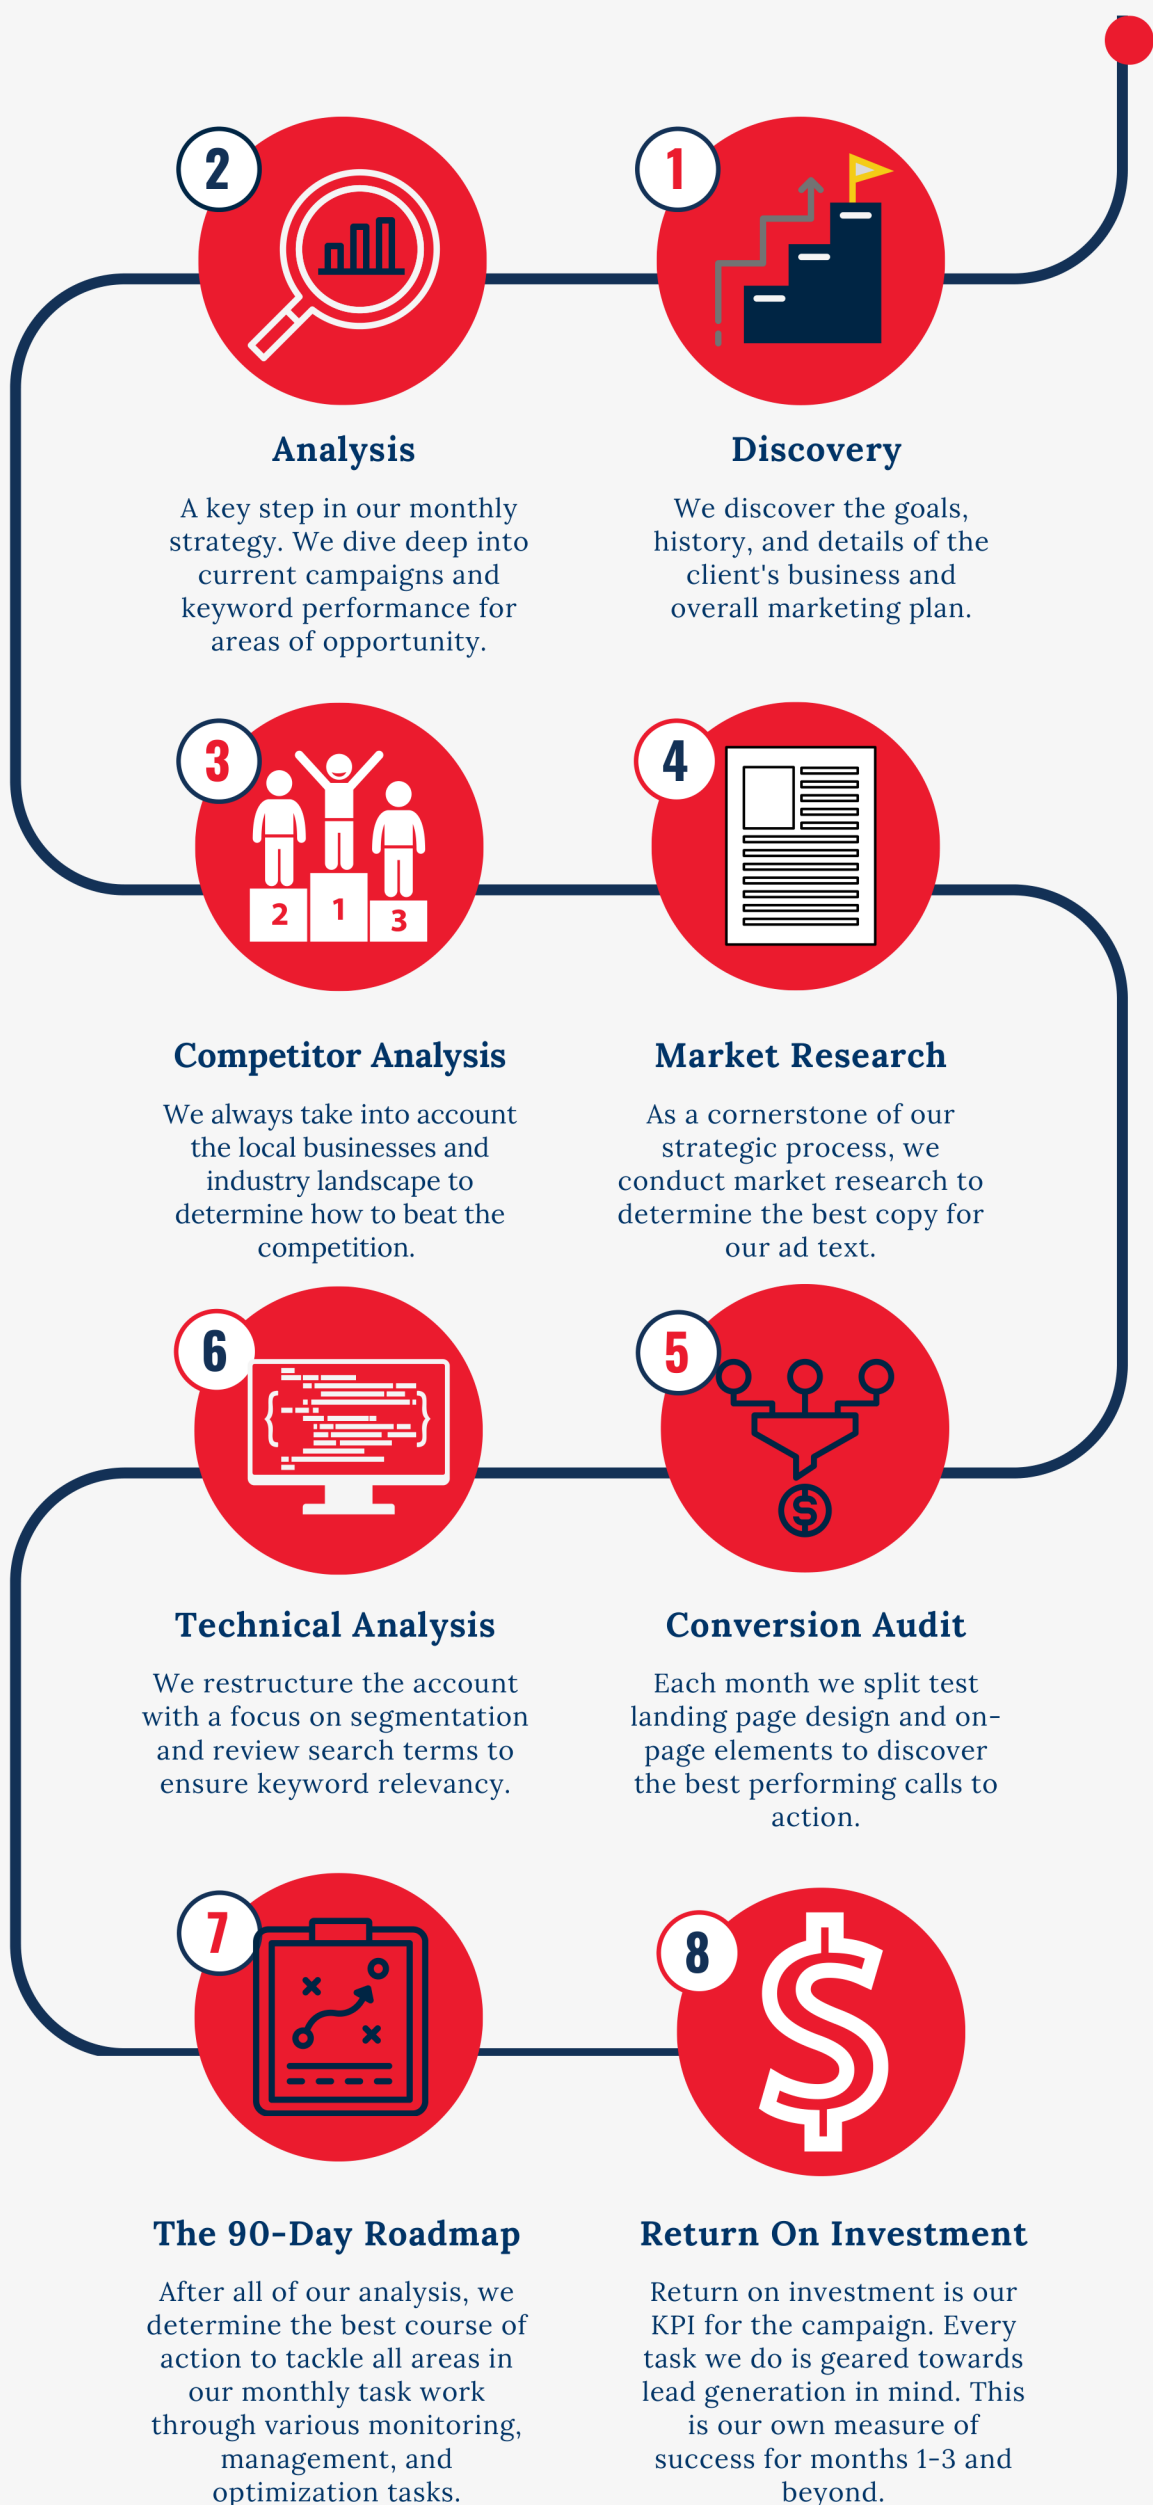 1
Discovery
We discover the goals,
history, and details of the
client's business and
overall marketing plan.
2
Analysis
A key step in our monthly
strategy. We dive deep into
current campaigns and
keyword performance for
areas of opportunity.
3
2
1
3
Competitor Analysis
We always take into account
the local businesses and
industry landscape to
determine how to beat the
competition.
4
Market Research
As a cornerstone of our
strategic process, we
conduct market research to
determine the best copy for
our ad text.
5
$
Conversion Audit
Each month we split test
landing page design and on-
page elements to discover
the best performing calls to
action.
6
{ }
Technical Analysis
We restructure the account
with a focus on segmentation
and review search terms to
ensure keyword relevancy.
7
The 90-Day Roadmap
After all of our analysis, we
determine the best course of
action to tackle all areas in
our monthly task work
through various monitoring,
management, and
optimization tasks.
8
$
Return On Investment
Return on investment is our
KPI for the campaign. Every
task we do is geared towards
lead generation in mind. This
is our own measure of
success for months 1-3 and
beyond.